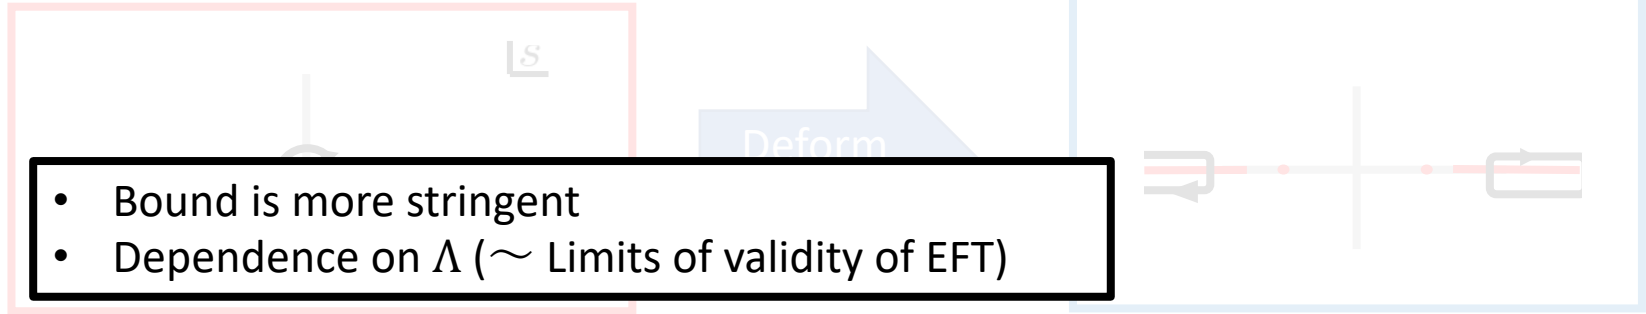 s
Deform
• Bound is more stringent
• Dependence on Λ (∼ Limits of validity of EFT)